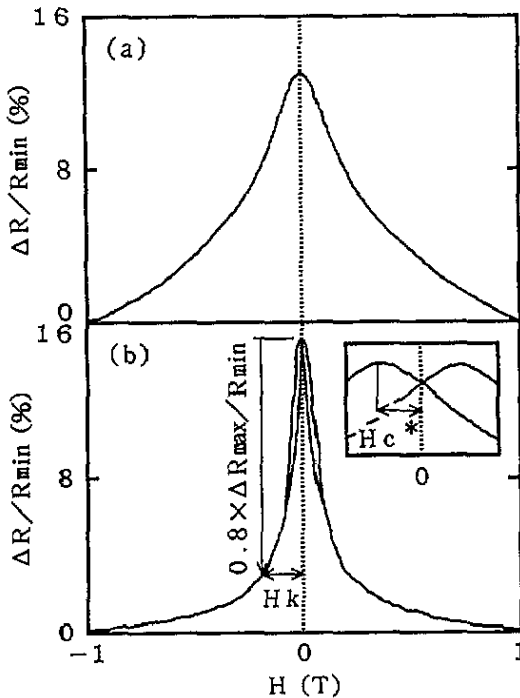 16
(a)
ΔR/Rmin (%)
8
0
16
(b)
ΔR/Rmin (%)
0.8×ΔRmax/Rmin
Hc*
0
8
Hk
0
-1
0
1
H (T)